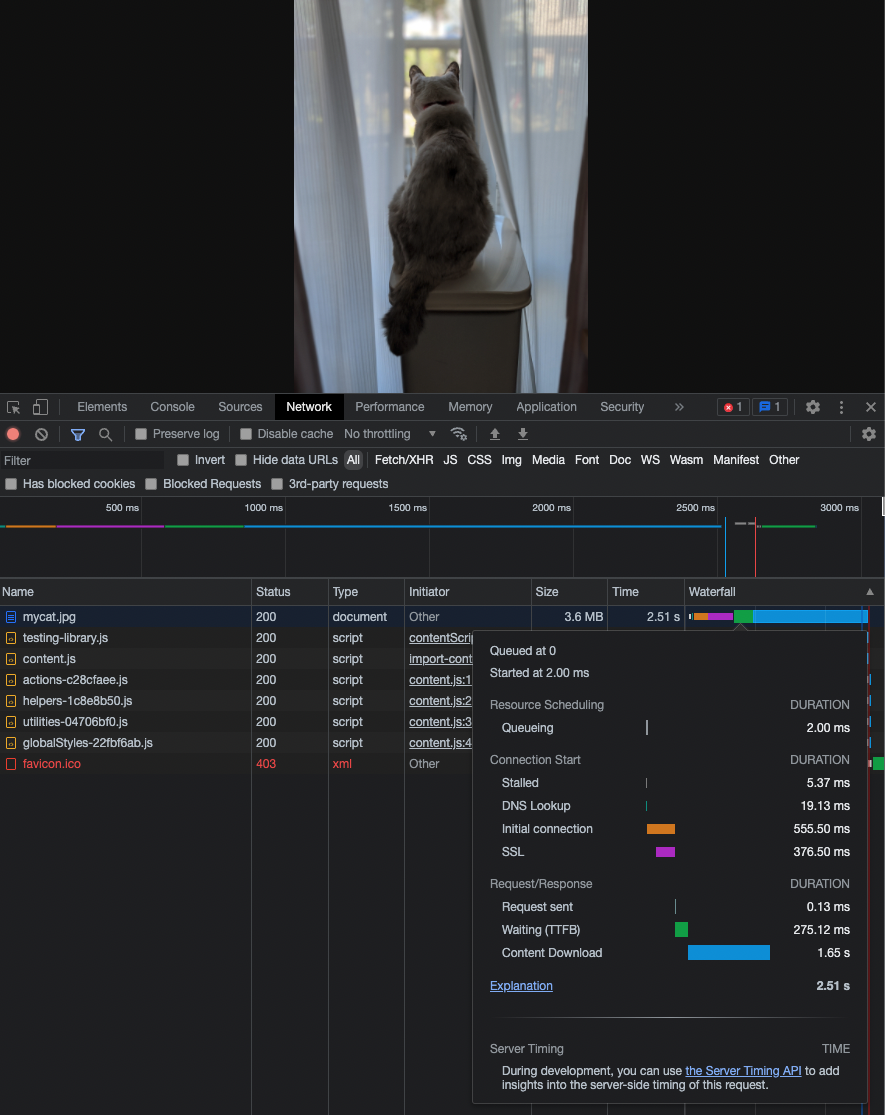 Elements Console Sources Network Performance Memory Application Security » 1 1
Preserve log Disable cache No throttling
Filter Invert Hide data URLs All Fetch/XHR JS CSS Img Media Font Doc WS Wasm Manifest Other
Has blocked cookies Blocked Requests 3rd-party requests
500 ms 1000 ms 1500 ms 2000 ms 2500 ms 3000 ms
Name Status Type Initiator Size Time Waterfall
mycat.jpg 200 document Other 3.6 MB 2.51 s
testing-library.js 200 script contentScrip
content.js 200 script import-cont
actions-c28cfaee.js 200 script content.js:1
helpers-1c8e8b50.js 200 script content.js:2
utilities-04706bf0.js 200 script content.js:3
globalStyles-22fbf6ab.js 200 script content.js:4
favicon.ico 403 xml Other
Queued at 0
Started at 2.00 ms
Resource Scheduling DURATION
Queueing 2.00 ms
Connection Start DURATION
Stalled 5.37 ms
DNS Lookup 19.13 ms
Initial connection 555.50 ms
SSL 376.50 ms
Request/Response DURATION
Request sent 0.13 ms
Waiting (TTFB) 275.12 ms
Content Download 1.65 s
Explanation 2.51 s
Server Timing TIME
During development, you can use the Server Timing API to add
insights into the server-side timing of this request.